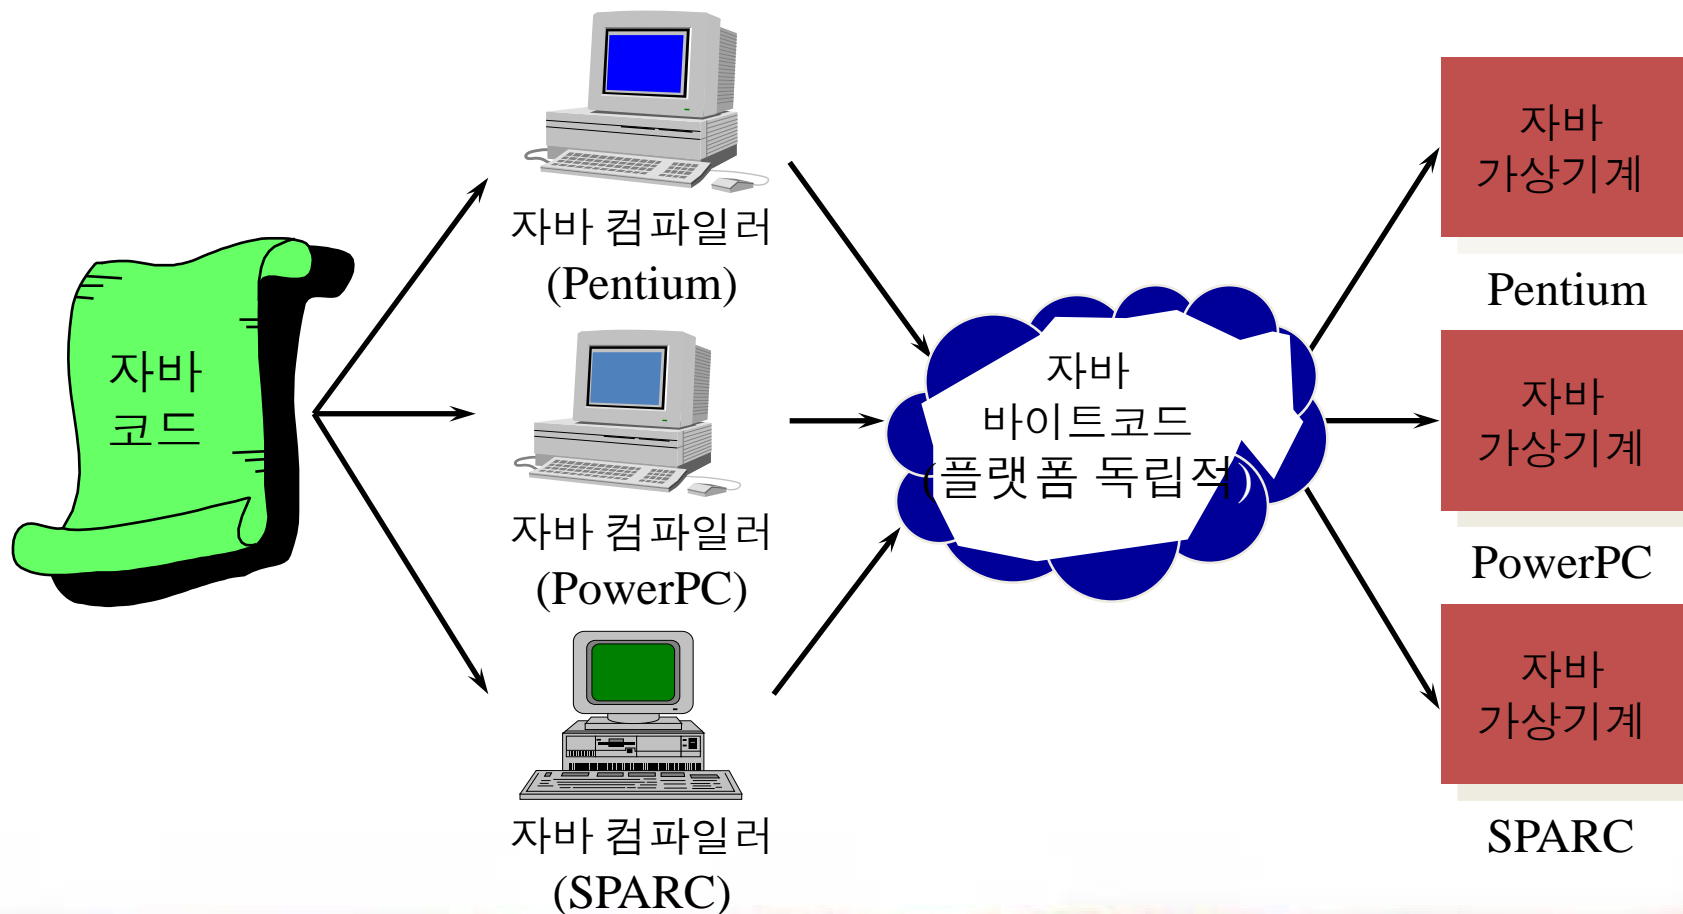 자바
코드
자바 컴파일러
(Pentium)
자바 컴파일러
(PowerPC)
자바 컴파일러
(SPARC)
자바
바이트코드
(플랫폼 독립적)
자바
가상기계
Pentium
자바
가상기계
PowerPC
자바
가상기계
SPARC